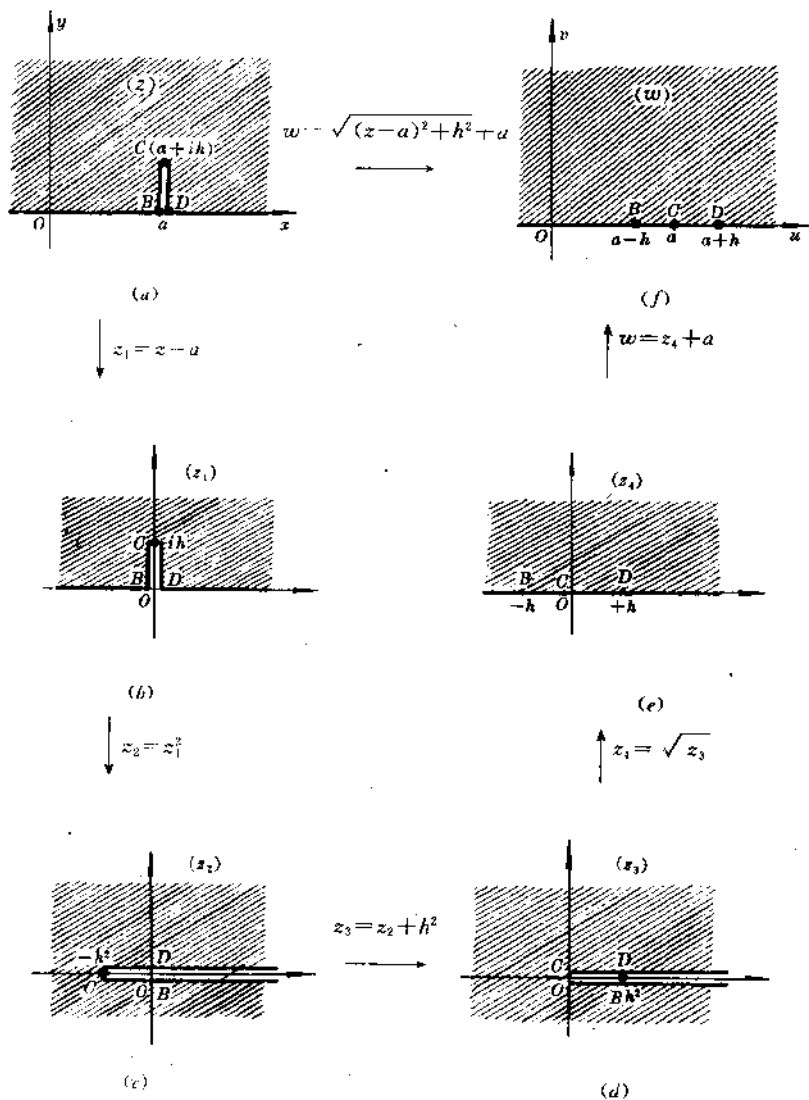 y
(z)
C(a+ih)
B D
O a x
(a)
w = √(z−a)²+h² + a
v
(w)
B C D
O a−h a a+h u
(f)
z₁=z−a
w=z₄+a
(z₁)
C ih
B D
O
(b)
(z₄)
B C D
−h O +h
(e)
z₂=z₁²
z₄=√z₃
(z₂)
−h² D
C O B
(c)
z₃=z₂+h²
(z₃)
C D
O B h²
(d)